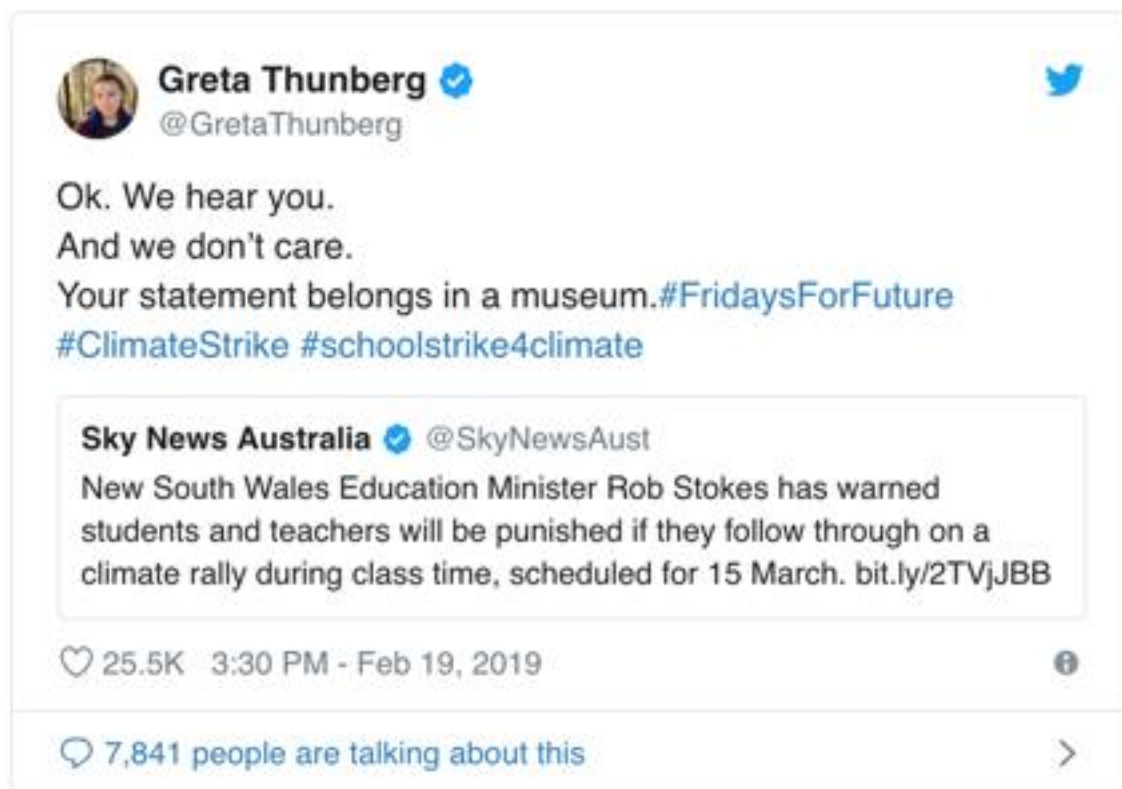 Greta Thunberg
@GretaThunberg
Ok. We hear you.
And we don't care.
Your statement belongs in a museum.#FridaysForFuture
#ClimateStrike #schoolstrike4climate
Sky News Australia @SkyNewsAust
New South Wales Education Minister Rob Stokes has warned
students and teachers will be punished if they follow through on a
climate rally during class time, scheduled for 15 March. bit.ly/2TVjJBB
25.5K 3:30 PM - Feb 19, 2019
7,841 people are talking about this